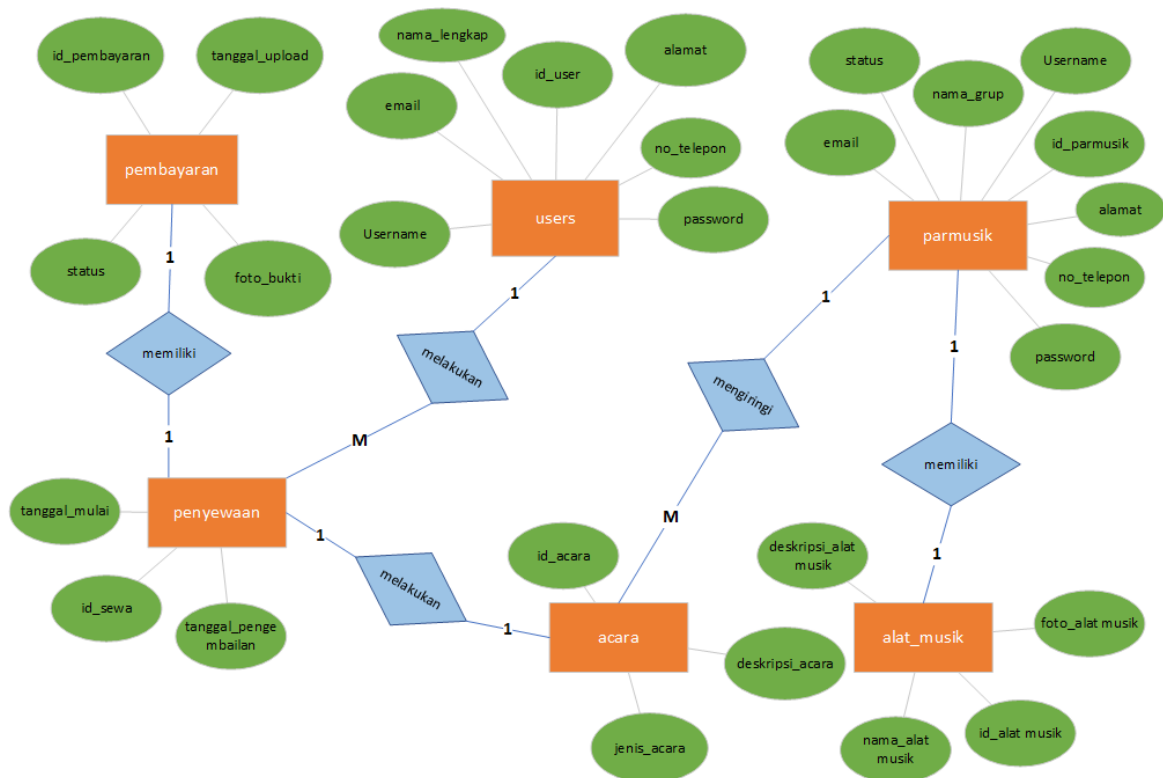 nama_lengkap
alamat
id_pembayaran
tanggal_upload
id_user
status
Username
nama_grup
email
email
id_parmusik
pembayaran
no_telepon
users
password
alamat
Username
parmusik
status
foto_bukti
no_telepon
1
1
1
memiliki
melakukan
1
password
mengiringi
1
M
memiliki
tanggal_mulai
penyewaan
1
M
id_acara
deskripsi_alat
musik
1
melakukan
id_sewa
tanggal_penge
mbailan
1
acara
alat_musik
foto_alat musik
deskripsi_acara
jenis_acara
nama_alat
musik
id_alat musik